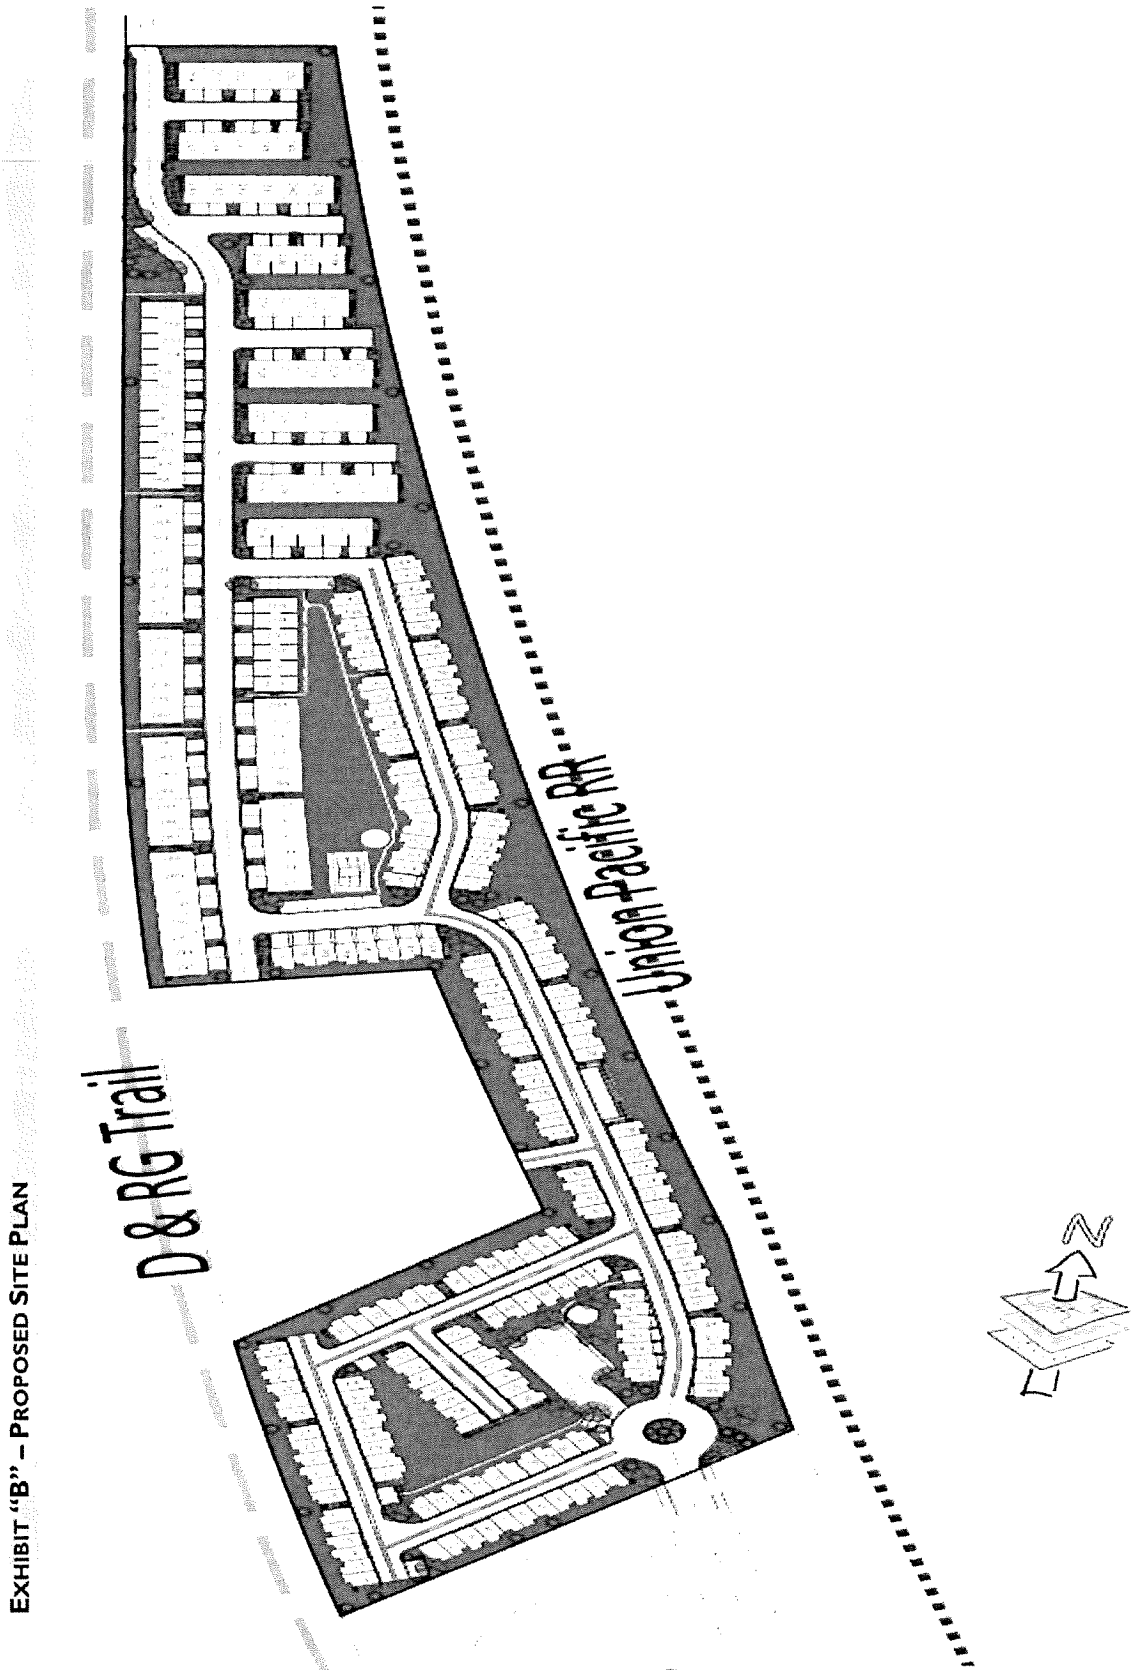 EXHIBIT "B" – PROPOSED SITE PLAN
D & RG Trail
Union Pacific RR
N